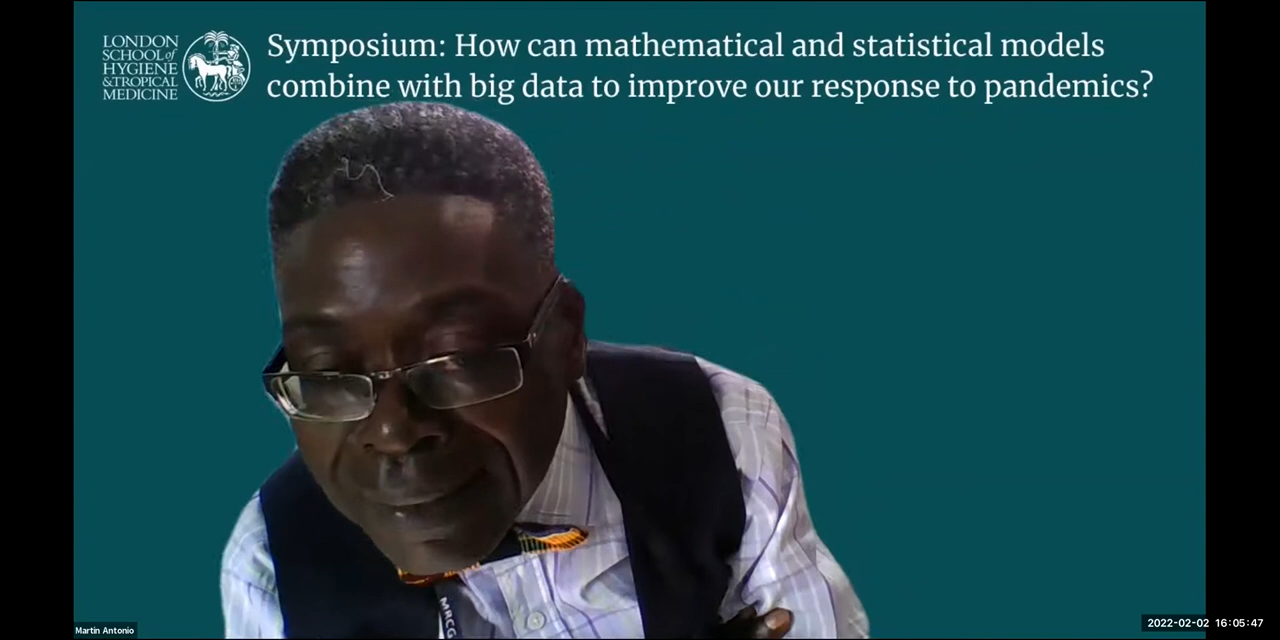 LONDON
SCHOOL of
HYGIENE
& TROPICAL
MEDICINE
Symposium: How can mathematical and statistical models
combine with big data to improve our response to pandemics?
MRCG
Martin Antonio
2022-02-02 16:05:47